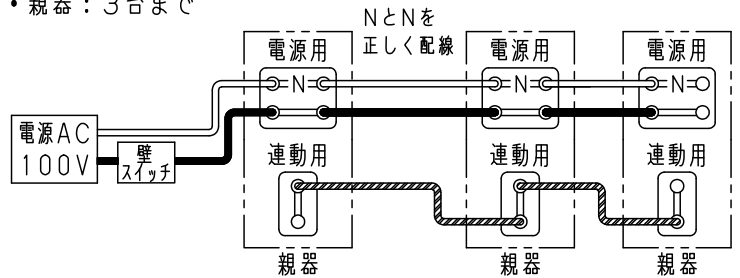 ・親器：３台まで
NとNを
正しく配線
電源用
電源用
電源用
N
N
N
電源AC
100V
壁
スイッチ
連動用
連動用
連動用
親器
親器
親器